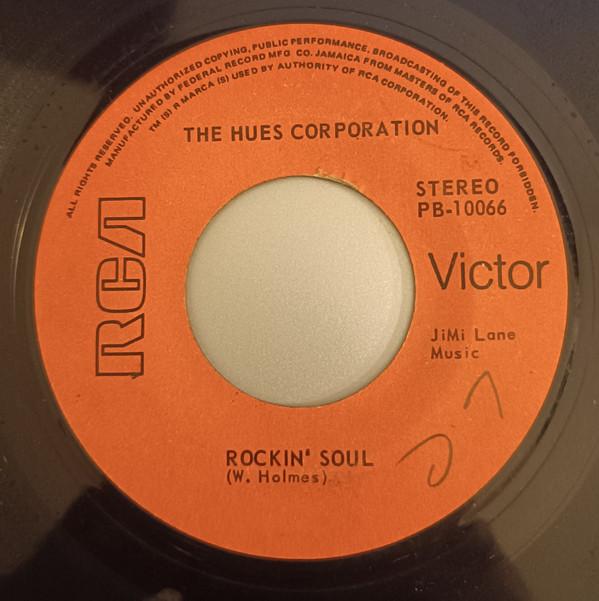 ALL RIGHTS RESERVED. UNAUTHORIZED COPYING, PUBLIC PERFORMANCE, BROADCASTING OF THIS RECORD FORBIDDEN.
MANUFACTURED BY FEDERAL RECORD MFG CO. JAMAICA FROM MASTERS OF RCA RECORDS.
TM (S) R MARCA (S) USED BY AUTHORITY OF RCA CORPORATION.
THE HUES CORPORATION
STEREO
PB-10066
RCA
Victor
JiMi Lane
Music
ROCKIN' SOUL
(W. Holmes)